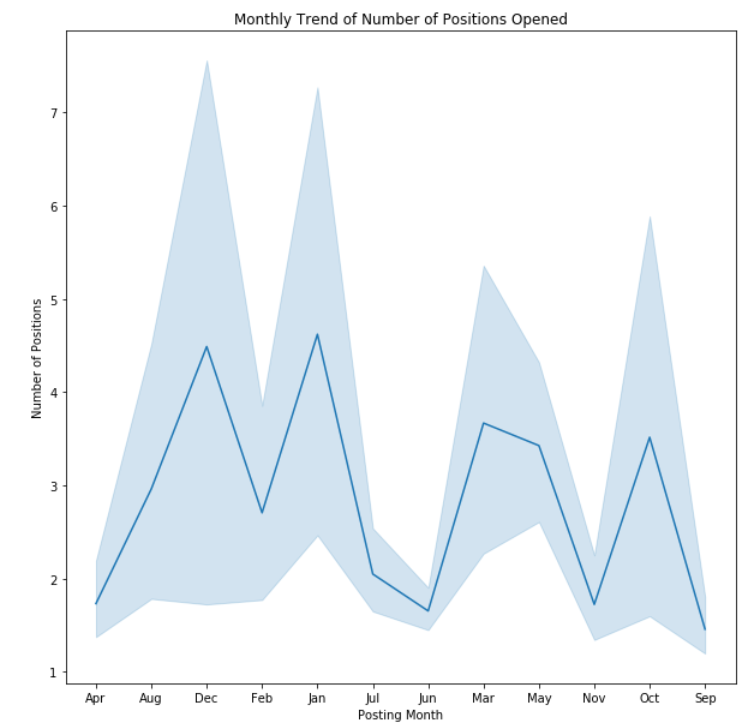 Monthly Trend of Number of Positions Opened
Number of Positions
7
6
5
4
3
2
1
Apr Aug Dec Feb Jan Jul Jun Mar May Nov Oct Sep
Posting Month